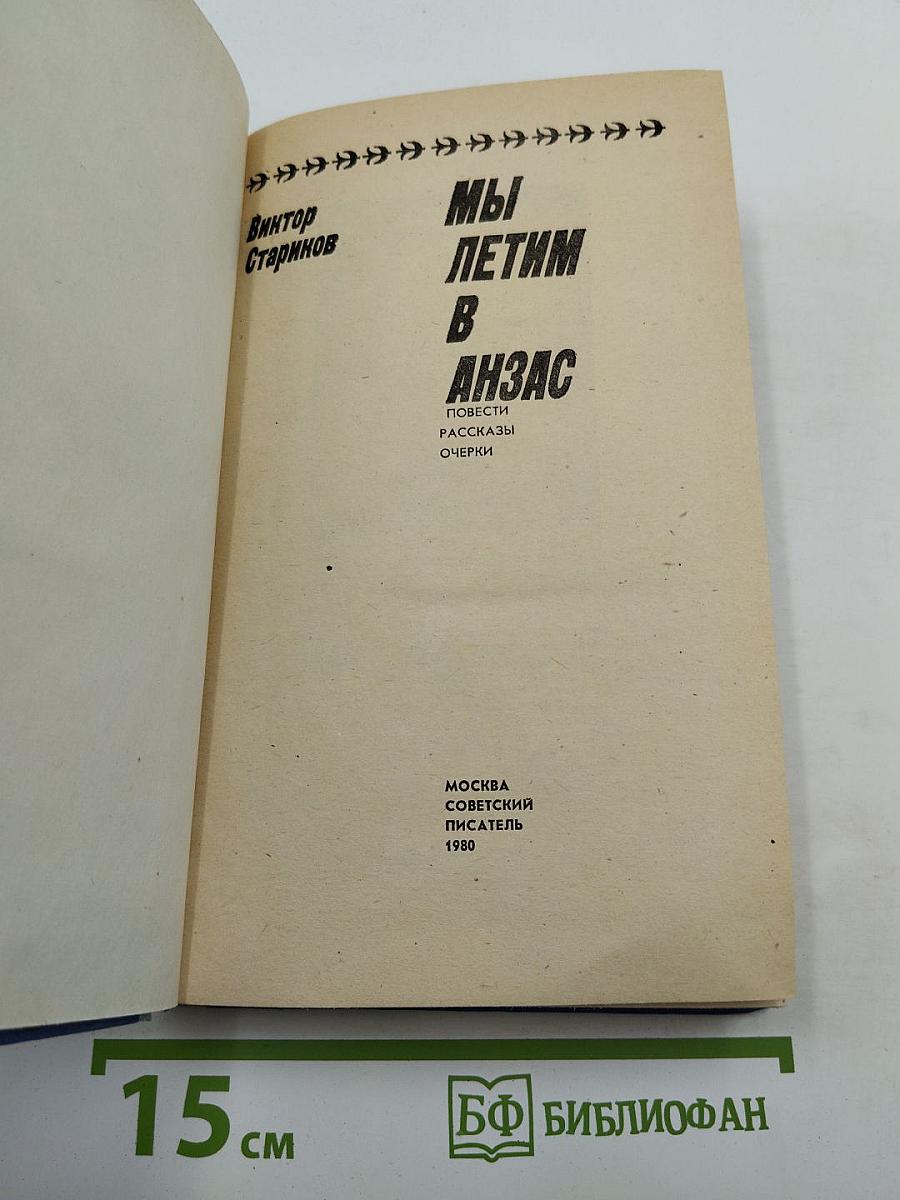 Виктор
Стариков
МЫ
ЛЕТИМ
В
АНЗАС
ПОВЕСТИ
РАССКАЗЫ
ОЧЕРКИ
МОСКВА
СОВЕТСКИЙ
ПИСАТЕЛЬ
1980
15 см
БФ БИБЛИОФАН